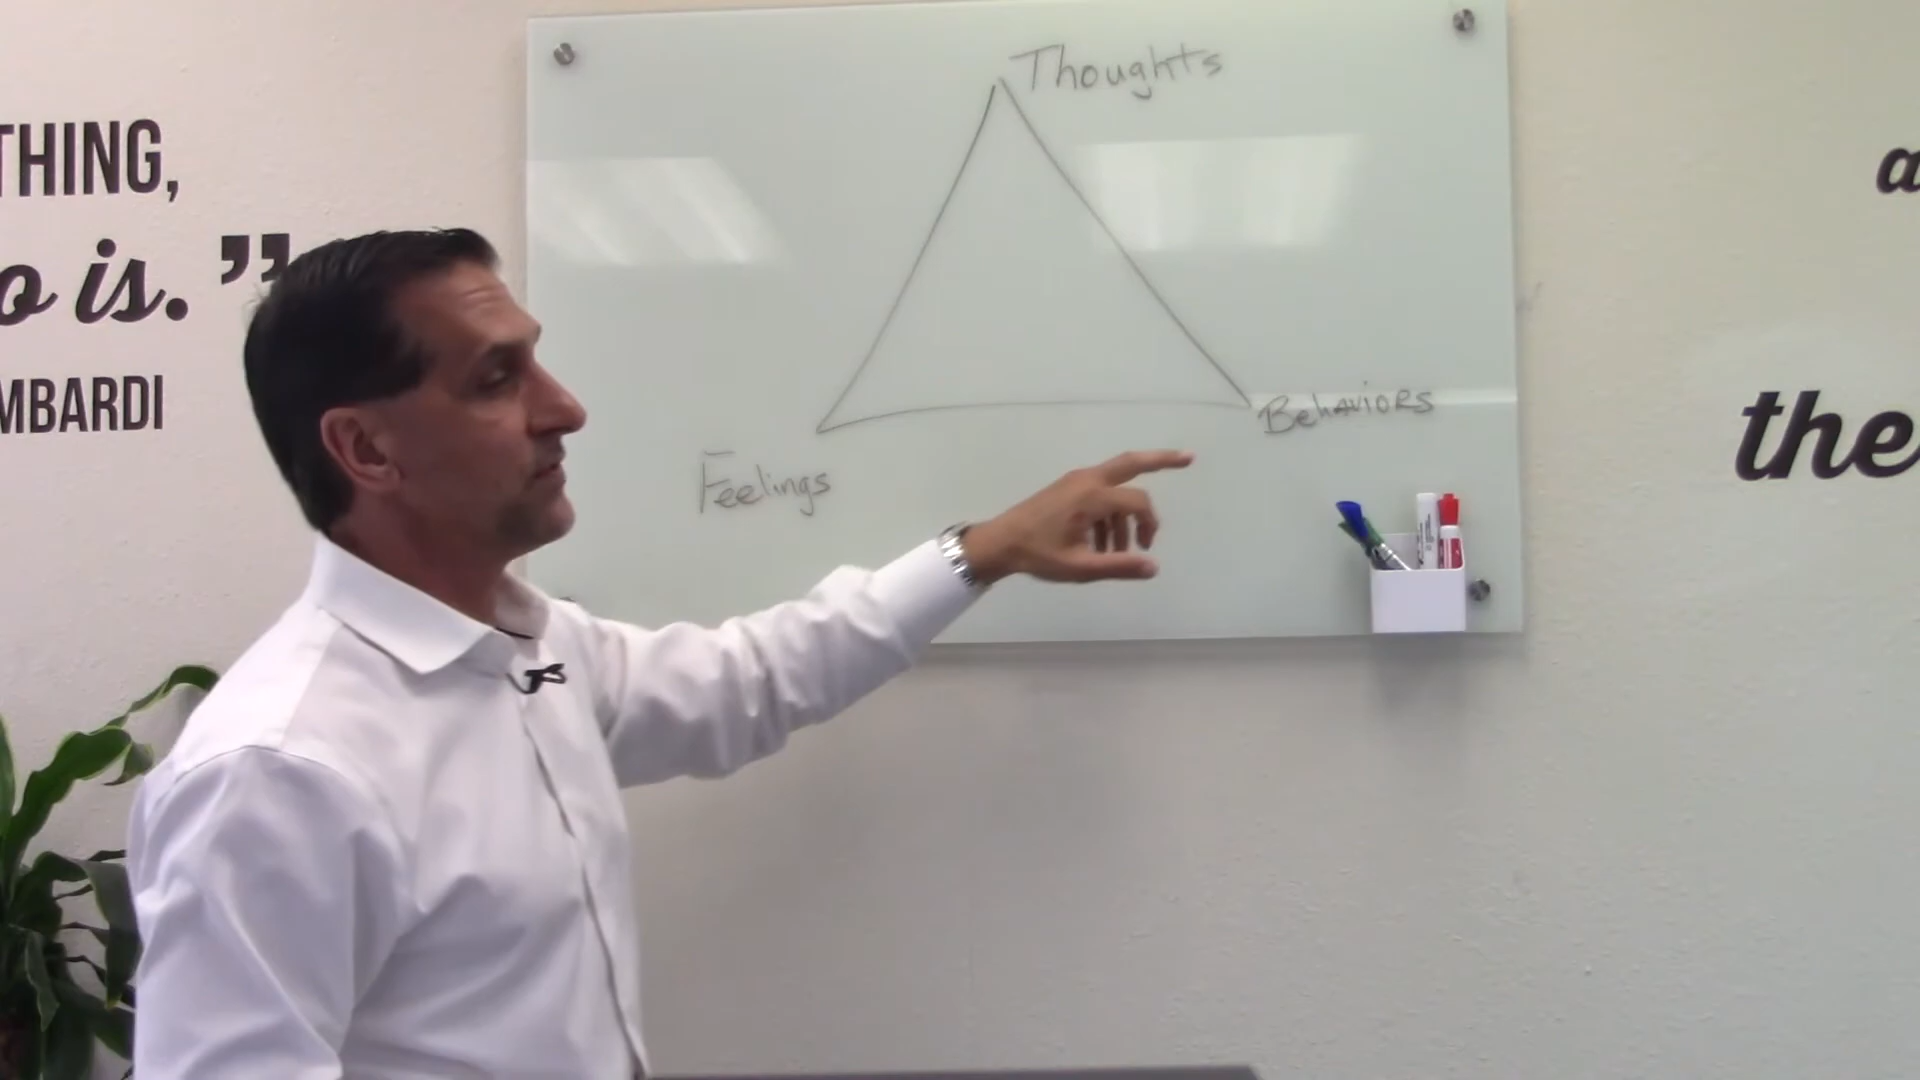 THING,
o is.”
MBARDI
Thoughts
Feelings
Behaviors
a
the